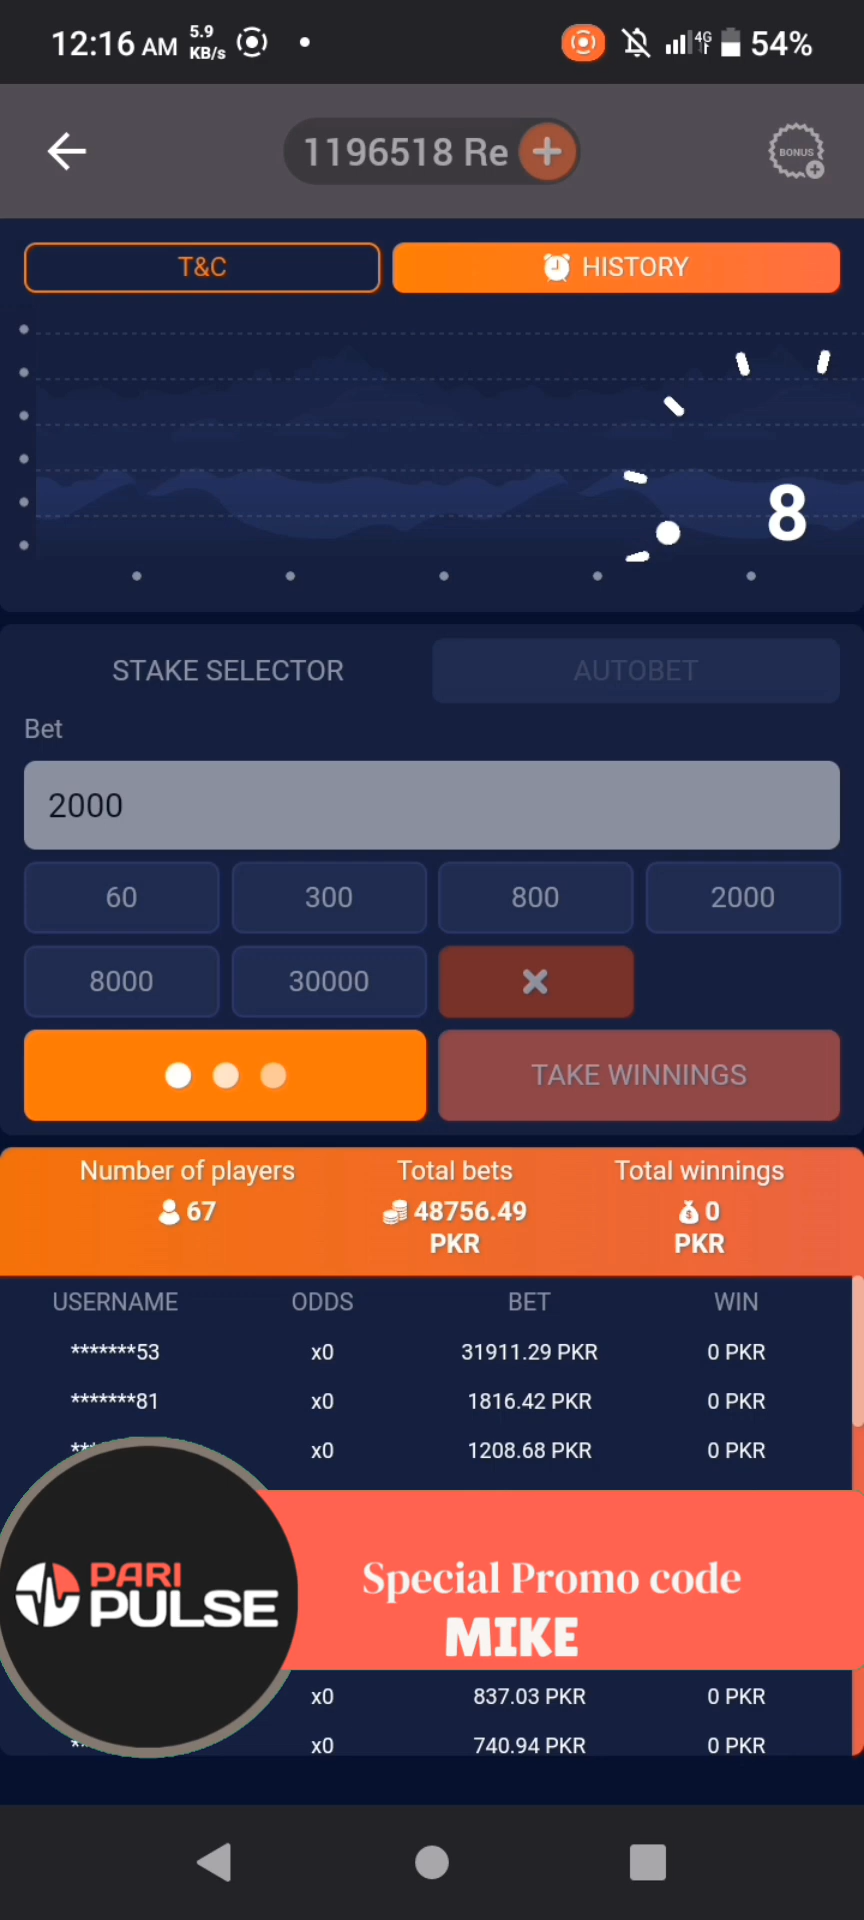 12:16 AM 5.9 KB/s 4G 54%
1196518 Re
BONUS
T&C HISTORY
8
STAKE SELECTOR AUTOBET
Bet
2000
60 300 800 2000
8000 30000
TAKE WINNINGS
Number of players Total bets Total winnings
67 48756.49 0
PKR PKR
USERNAME ODDS BET WIN
*******53 x0 31911.29 PKR 0 PKR
*******81 x0 1816.42 PKR 0 PKR
x0 1208.68 PKR 0 PKR
PARI
PULSE
Special Promo code
MIKE
x0 837.03 PKR 0 PKR
x0 740.94 PKR 0 PKR